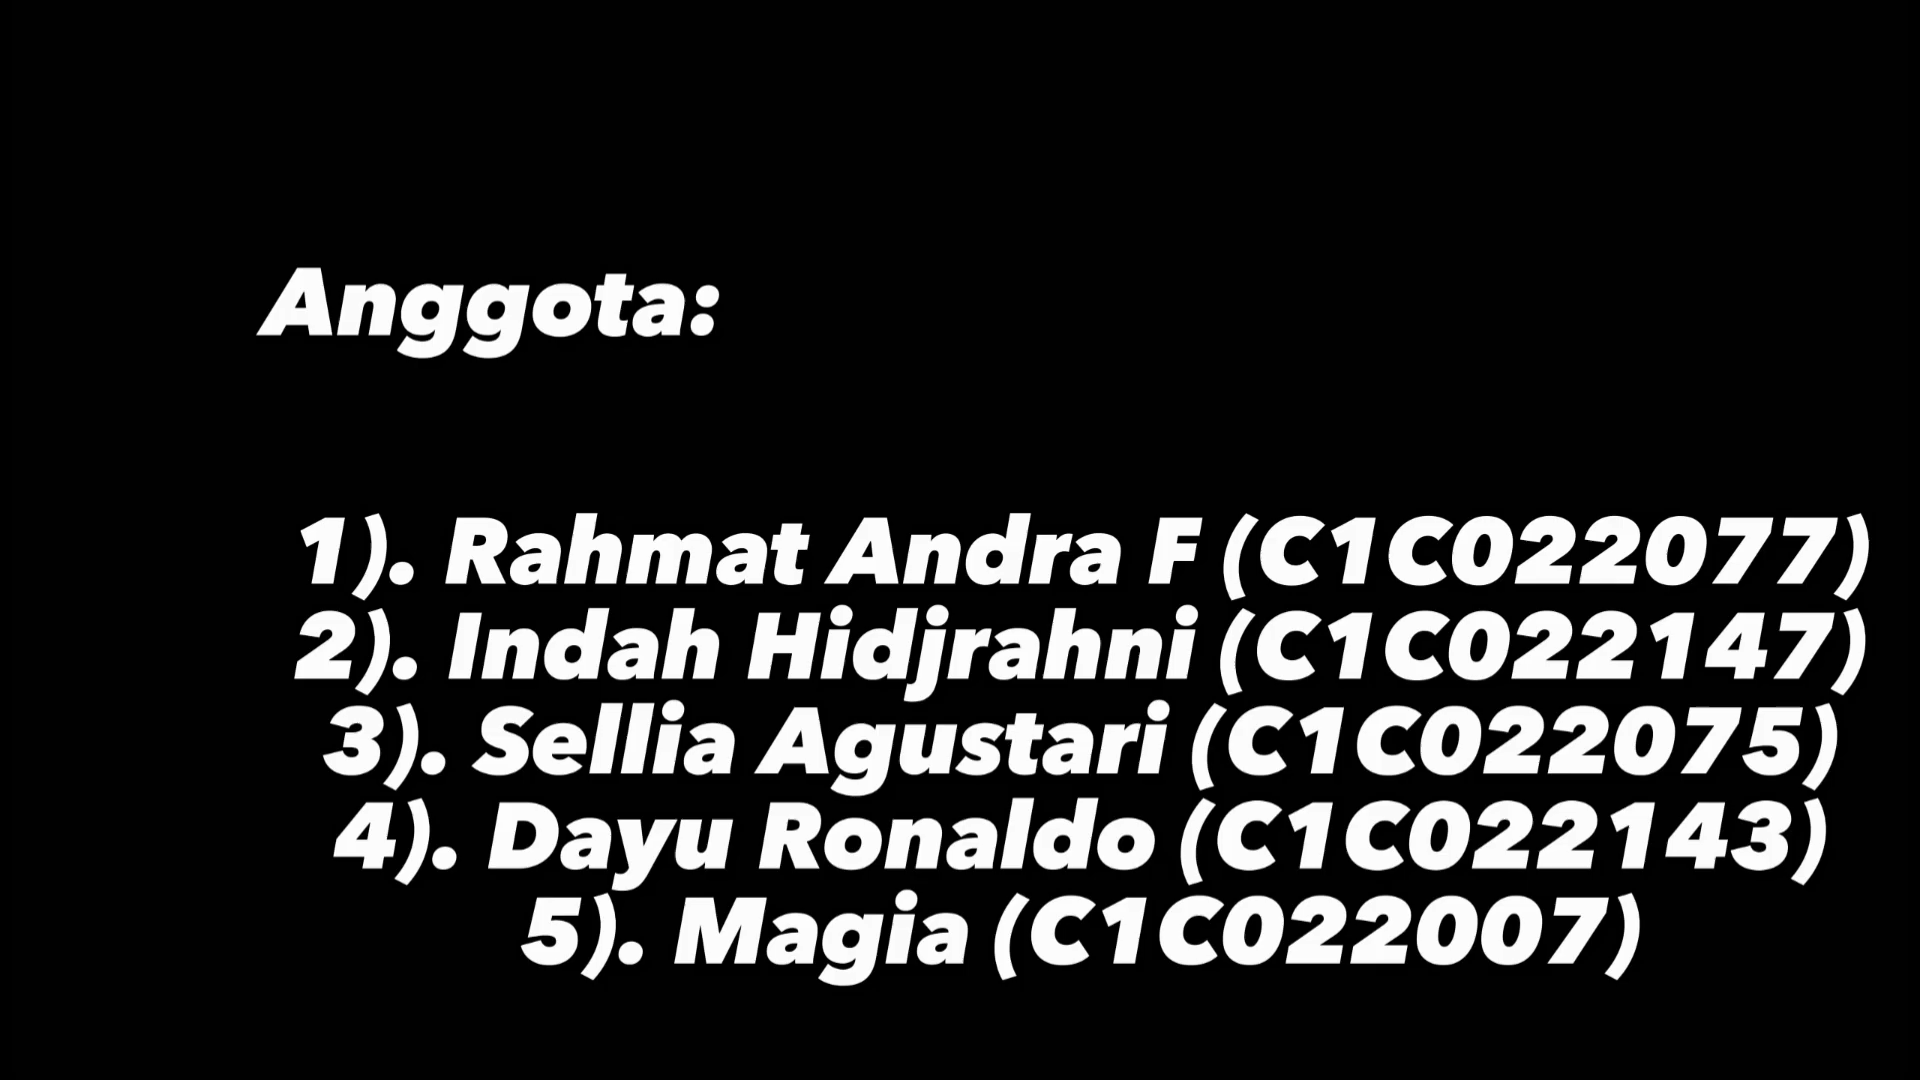 Anggota:
1). Rahmat Andra F (C1C022077)
2). Indah Hidjrahni (C1C022147)
3). Sellia Agustari (C1C022075)
4). Dayu Ronaldo (C1C022143)
5). Magia (C1C022007)